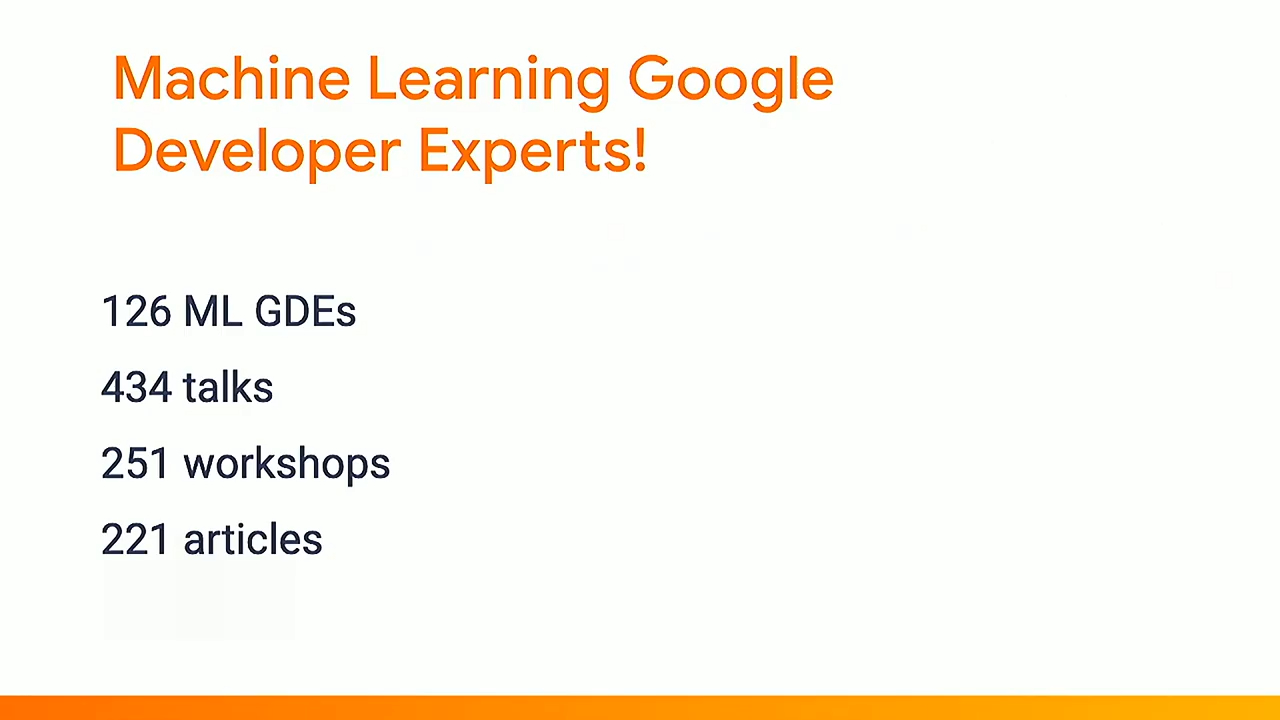 Machine Learning Google
Developer Experts!
126 ML GDEs
434 talks
251 workshops
221 articles